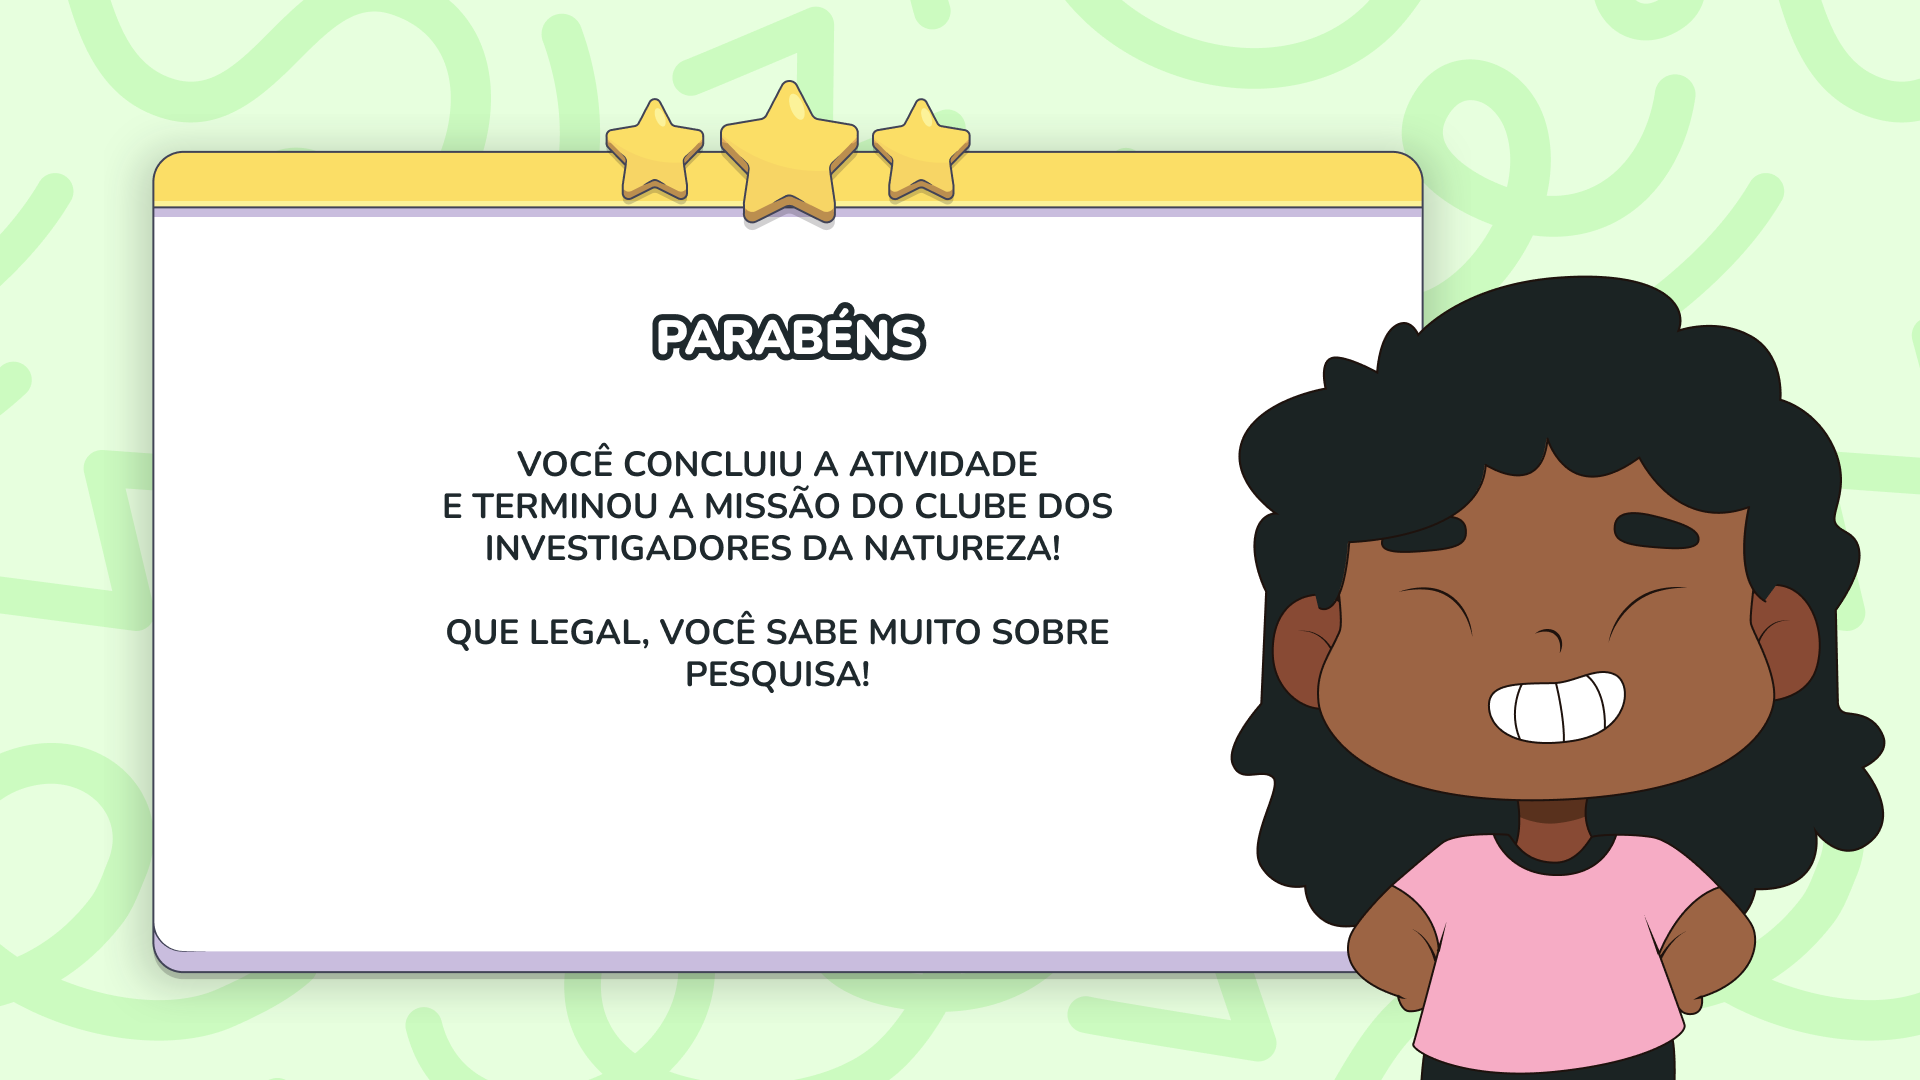 PARABÉNS
VOCÊ CONCLUIU A ATIVIDADE
E TERMINOU A MISSÃO DO CLUBE DOS
INVESTIGADORES DA NATUREZA!
QUE LEGAL, VOCÊ SABE MUITO SOBRE
PESQUISA!